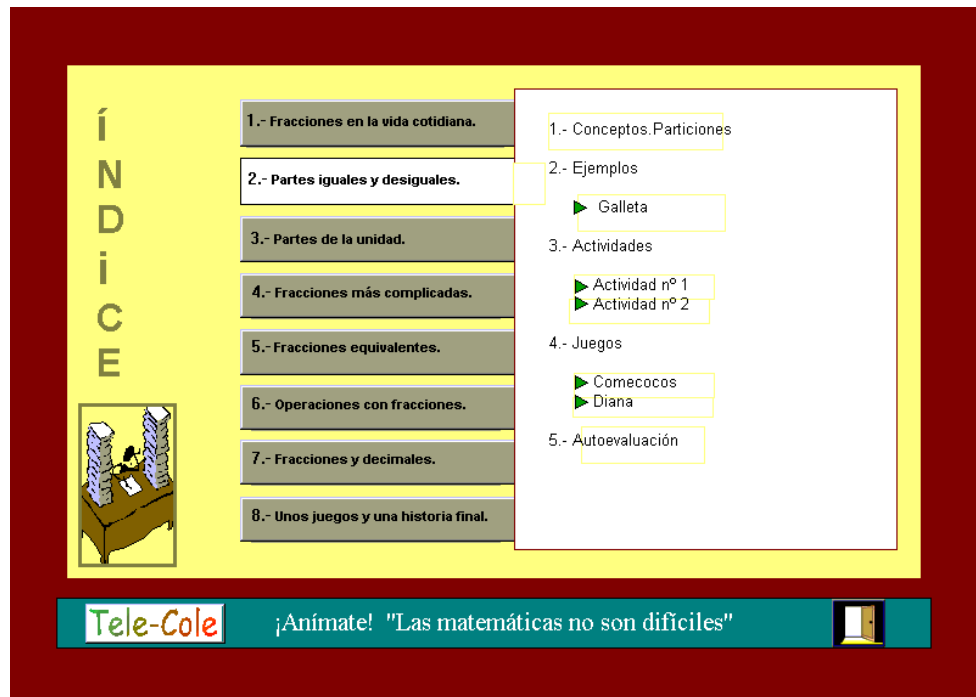 íNDiCE
1.- Fracciones en la vida cotidiana.
2.- Partes iguales y desiguales.
3.- Partes de la unidad.
4.- Fracciones más complicadas.
5.- Fracciones equivalentes.
6.- Operaciones con fracciones.
7.- Fracciones y decimales.
8.- Unos juegos y una historia final.
1.- Conceptos.Particiones
2.- Ejemplos
Galleta
3.- Actividades
Actividad nº 1
Actividad nº 2
4.- Juegos
Comecocos
Diana
5.- Autoevaluación
Tele-Cole
¡Anímate! "Las matemáticas no son difíciles"